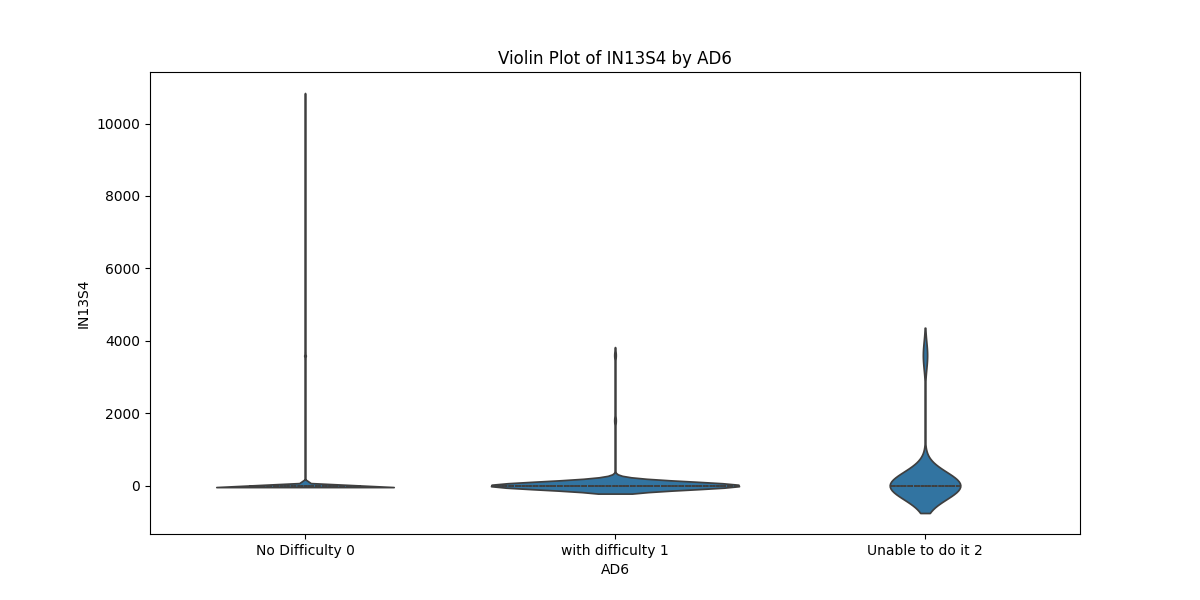 Violin Plot of IN13S4 by AD6
10000
8000
6000
4000
2000
0
IN13S4
No Difficulty 0
with difficulty 1
Unable to do it 2
AD6